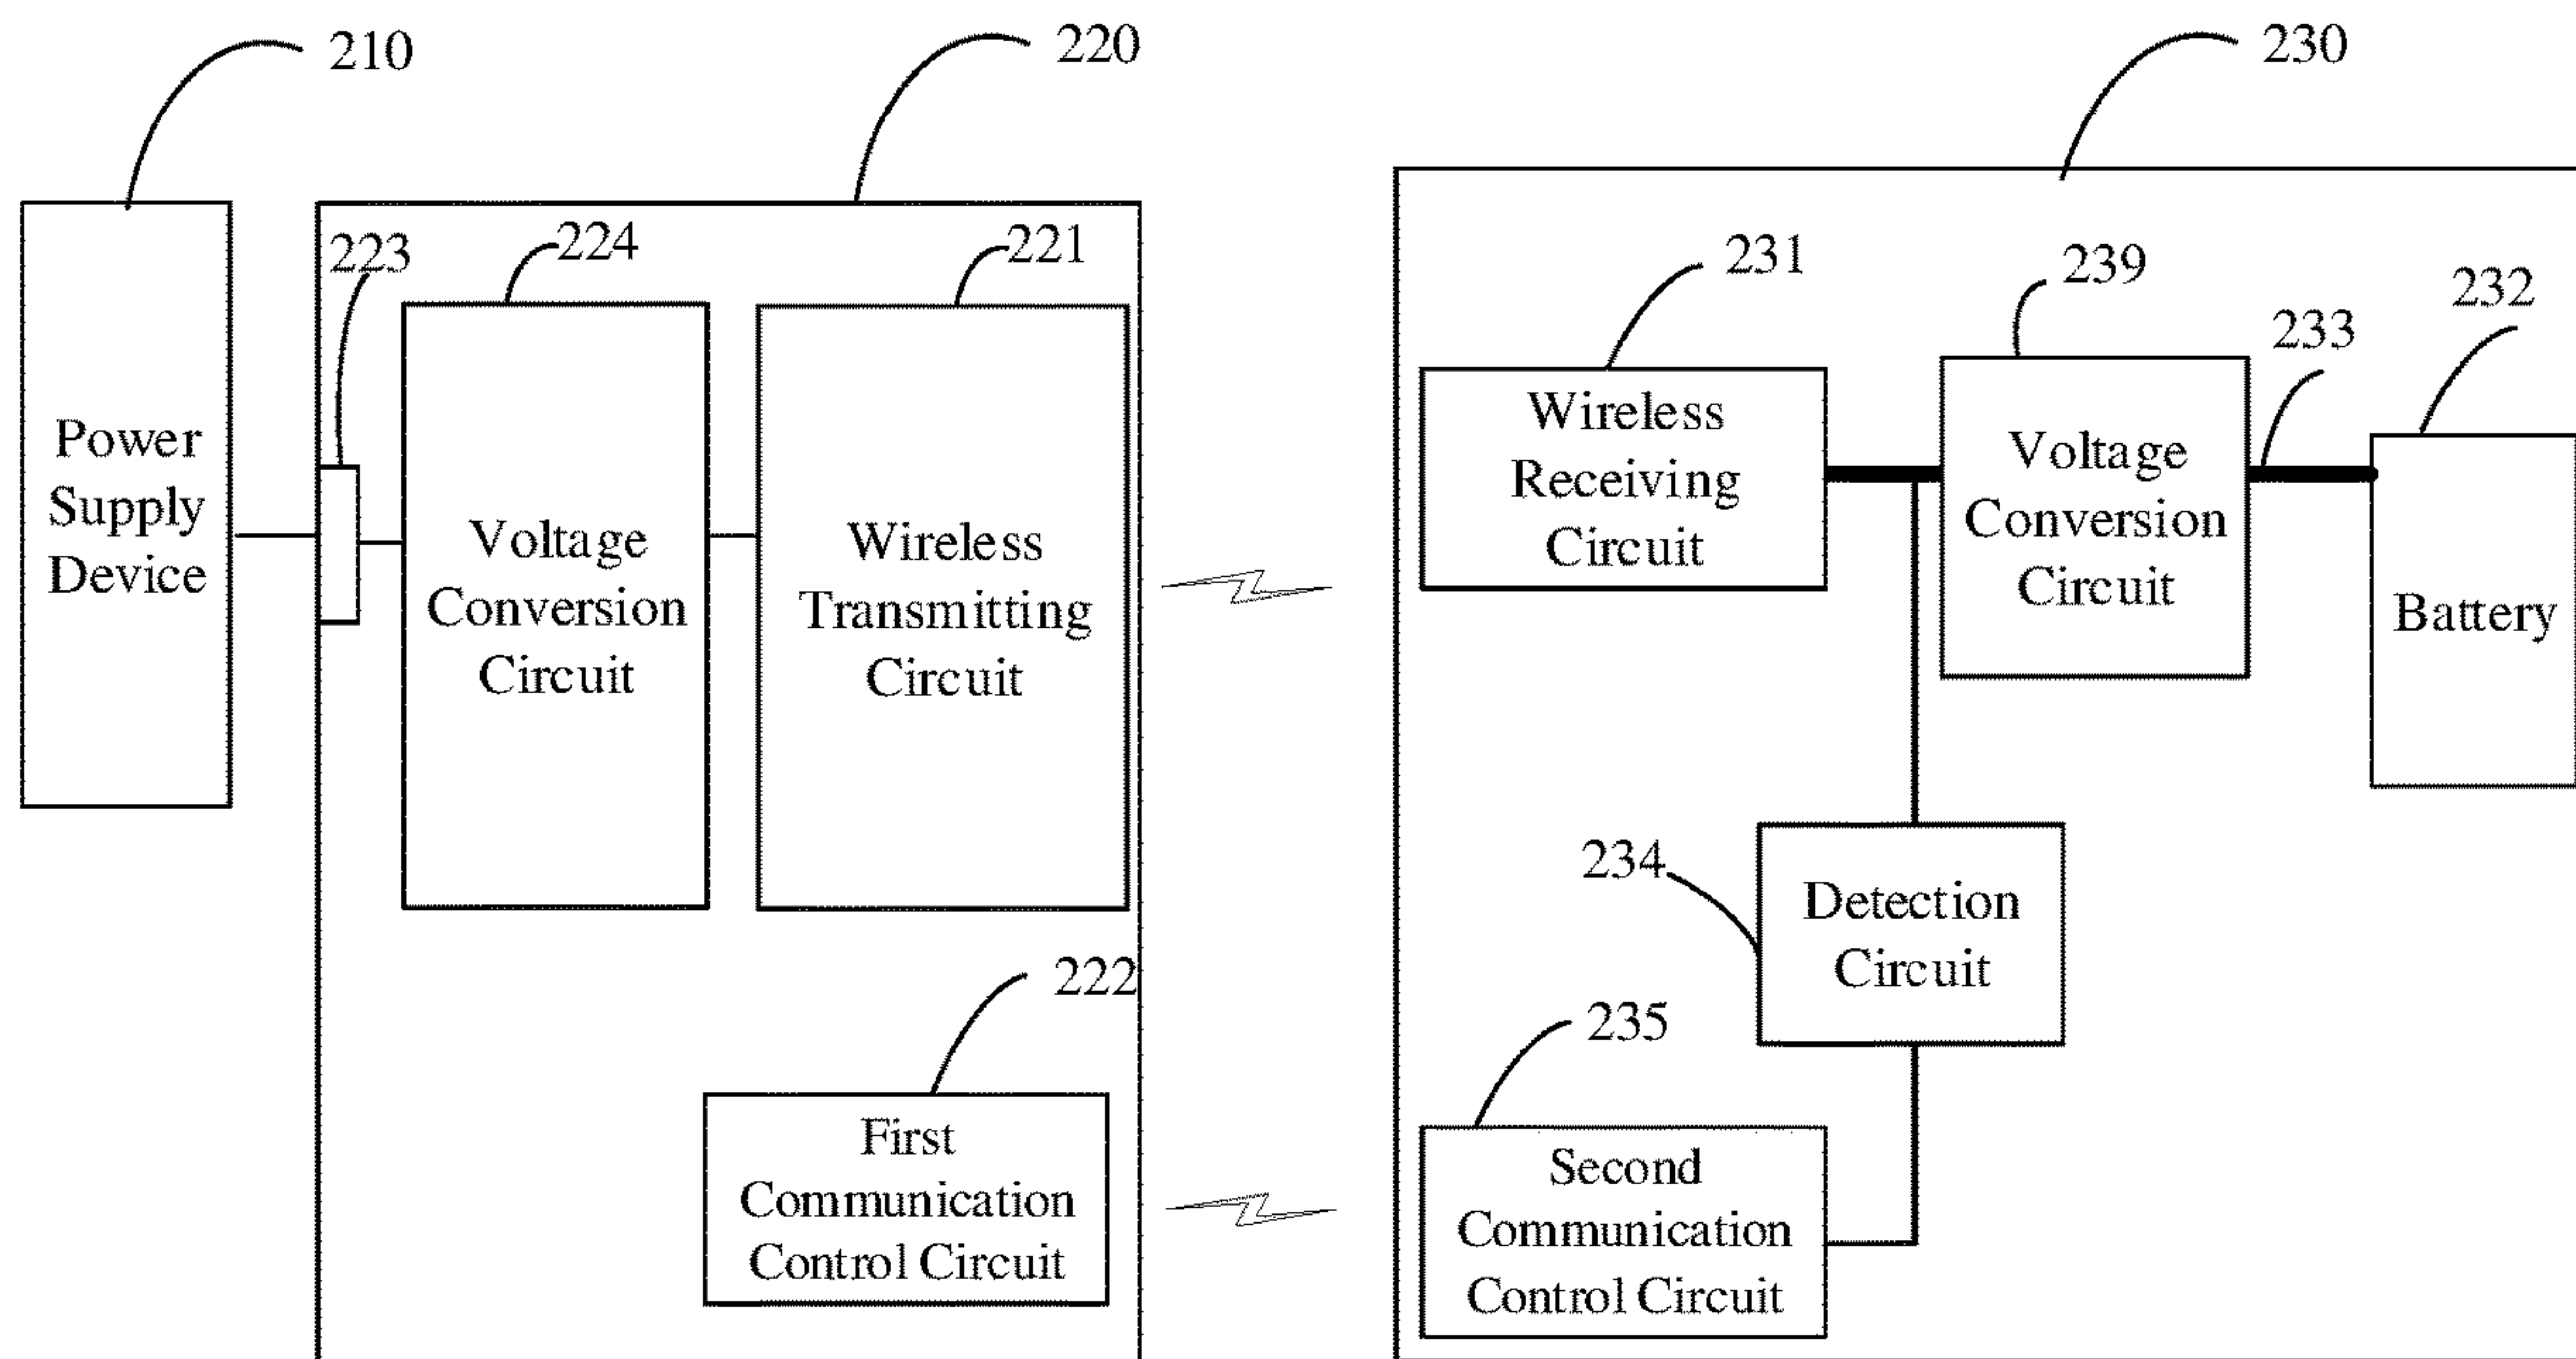 210
220
230
223
224
221
231
239
233
232
Power
Supply
Device
Voltage
Conversion
Circuit
Wireless
Transmitting
Circuit
Wireless
Receiving
Circuit
Voltage
Conversion
Circuit
Battery
234
Detection
Circuit
222
First
Communication
Control Circuit
235
Second
Communication
Control Circuit